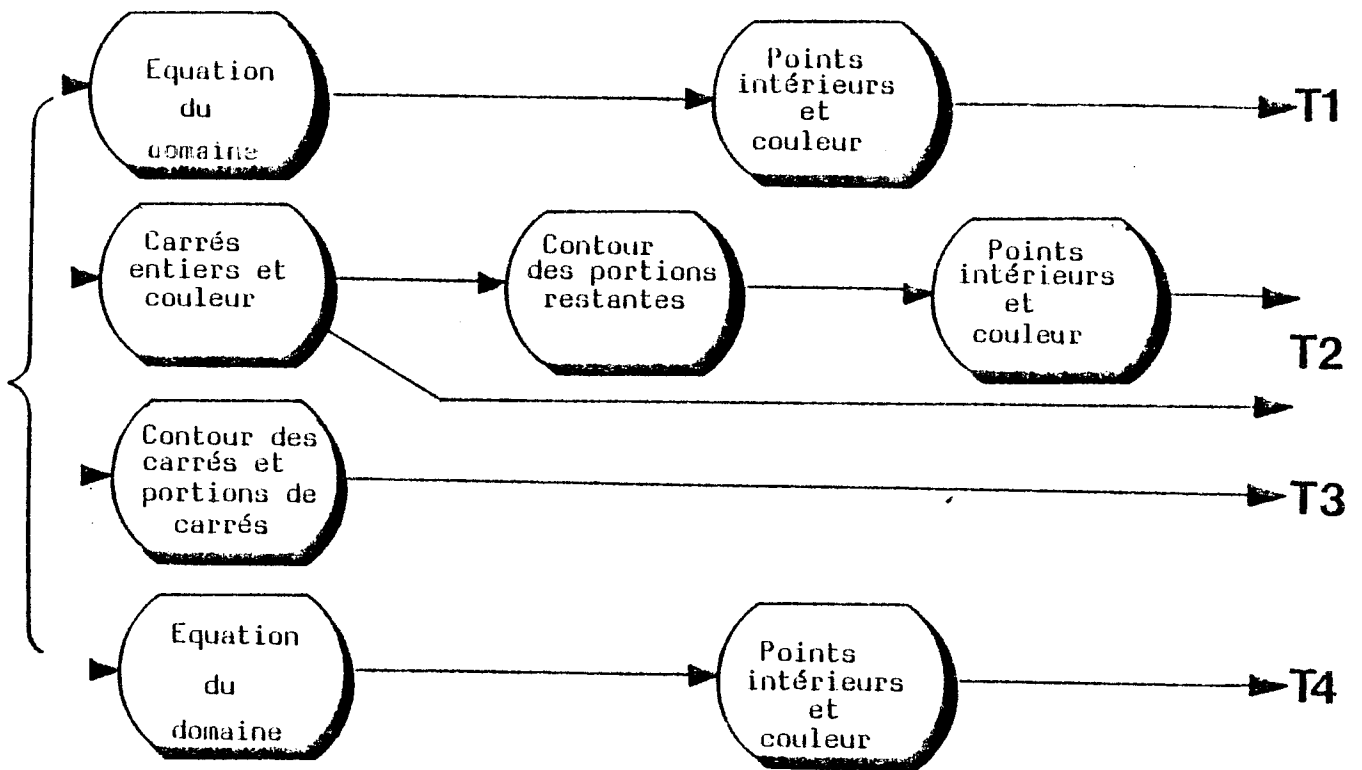 Equation
du
domaine
Points
intérieurs
et
couleur
T1
Carrés
entiers et
couleur
Contour
des portions
restantes
Points
intérieurs
et
couleur
T2
Contour des
carrés et
portions de
carrés
T3
Equation
du
domaine
Points
intérieurs
et
couleur
T4